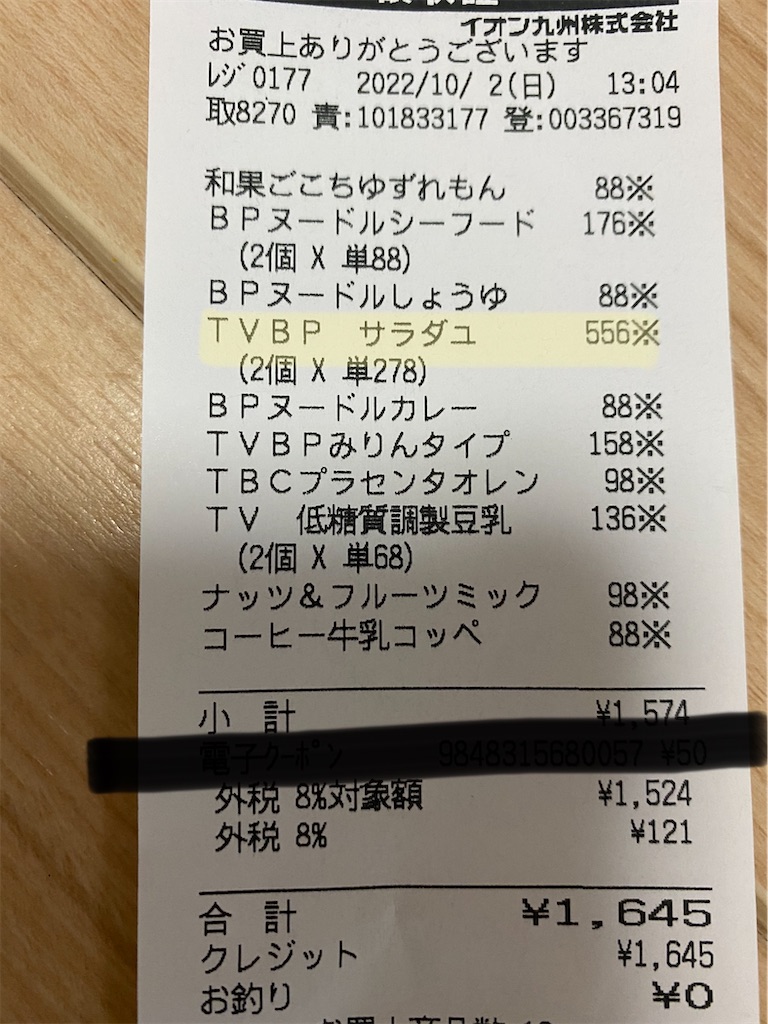 イオン九州株式会社
お買上ありがとうございます
レジ0177 2022/10/ 2(日) 13:04
取8270 責:101833177 登:003367319
和果ごこちゆずれもん 88※
BPヌードルシーフード 176※
(2個 X 単88)
BPヌードルしょうゆ 88※
TVBP サラダユ 556※
(2個 X 単278)
BPヌードルカレー 88※
TVBPみりんタイプ 158※
TBCプラセンタオレン 98※
TV 低糖質調製豆乳 136※
(2個 X 単68)
ナッツ&フルーツミック 98※
コーヒー牛乳コッペ 88※
小 計 ¥1,574
電子クーポン 9848315680057 ¥50
外税 8%対象額 ¥1,524
外税 8% ¥121
合 計 ¥1,645
クレジット ¥1,645
お釣り ¥0